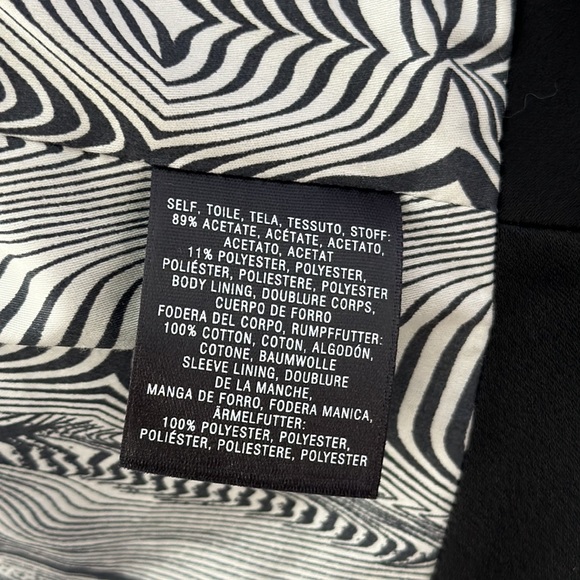 SELF, TOILE, TELA, TESSUTO, STOFF:
89% ACETATE, ACÉTATE, ACETATO,
ACETATO, ACETAT
11% POLYESTER, POLYESTER,
POLIÉSTER, POLIESTERE, POLYESTER
BODY LINING, DOUBLURE CORPS,
CUERPO DE FORRO
FODERA DEL CORPO, RUMPFFUTTER:
100% COTTON, COTON, ALGODÓN,
COTONE, BAUMWOLLE
SLEEVE LINING, DOUBLURE
DE LA MANCHE,
MANGA DE FORRO, FODERA MANICA,
ÄRMELFUTTER:
100% POLYESTER, POLYESTER,
POLIÉSTER, POLIESTERE, POLYESTER